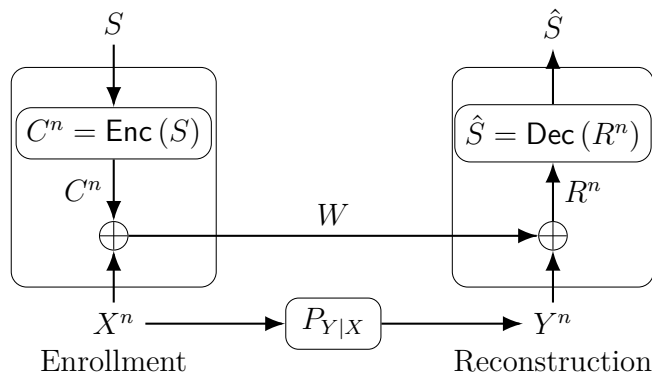 S
Ŝ
Cⁿ = Enc (S)
Ŝ = Dec (Rⁿ)
Cⁿ
Rⁿ
W
Xⁿ
P_{Y|X}
Yⁿ
Enrollment
Reconstruction